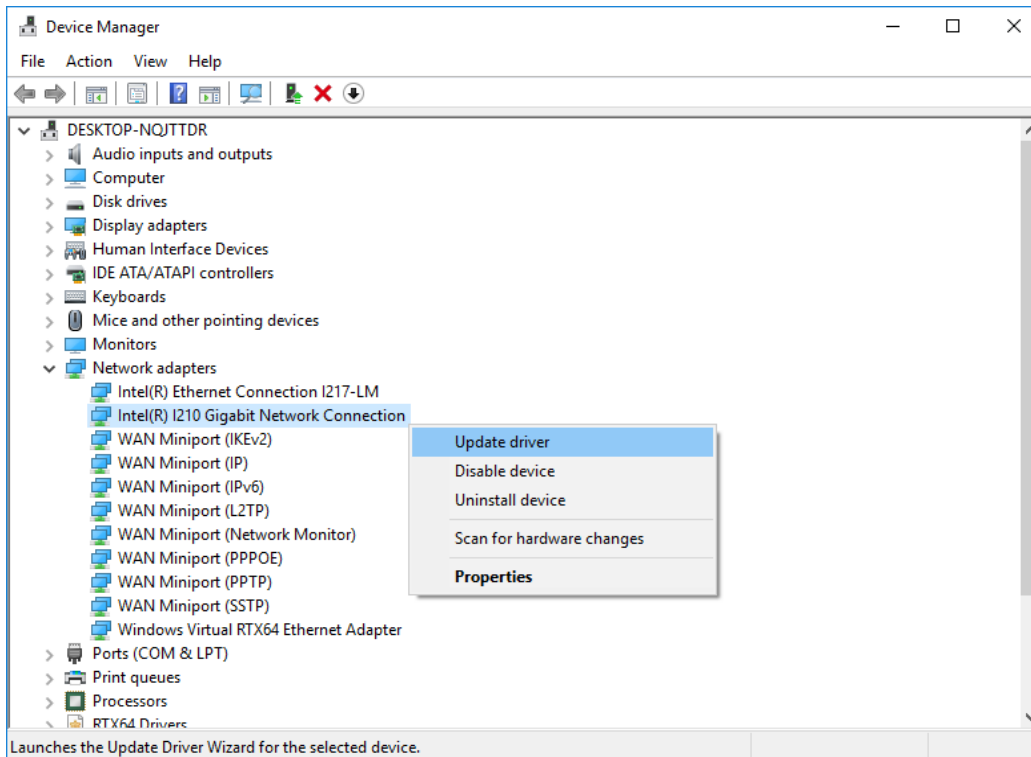 Device Manager
File Action View Help
DESKTOP-NQJTTDR
Audio inputs and outputs
Computer
Disk drives
Display adapters
Human Interface Devices
IDE ATA/ATAPI controllers
Keyboards
Mice and other pointing devices
Monitors
Network adapters
Intel(R) Ethernet Connection I217-LM
Intel(R) I210 Gigabit Network Connection
WAN Miniport (IKEv2)
WAN Miniport (IP)
WAN Miniport (IPv6)
WAN Miniport (L2TP)
WAN Miniport (Network Monitor)
WAN Miniport (PPPOE)
WAN Miniport (PPTP)
WAN Miniport (SSTP)
Windows Virtual RTX64 Ethernet Adapter
Ports (COM & LPT)
Print queues
Processors
RTX64 Drivers
Update driver
Disable device
Uninstall device
Scan for hardware changes
Properties
Launches the Update Driver Wizard for the selected device.